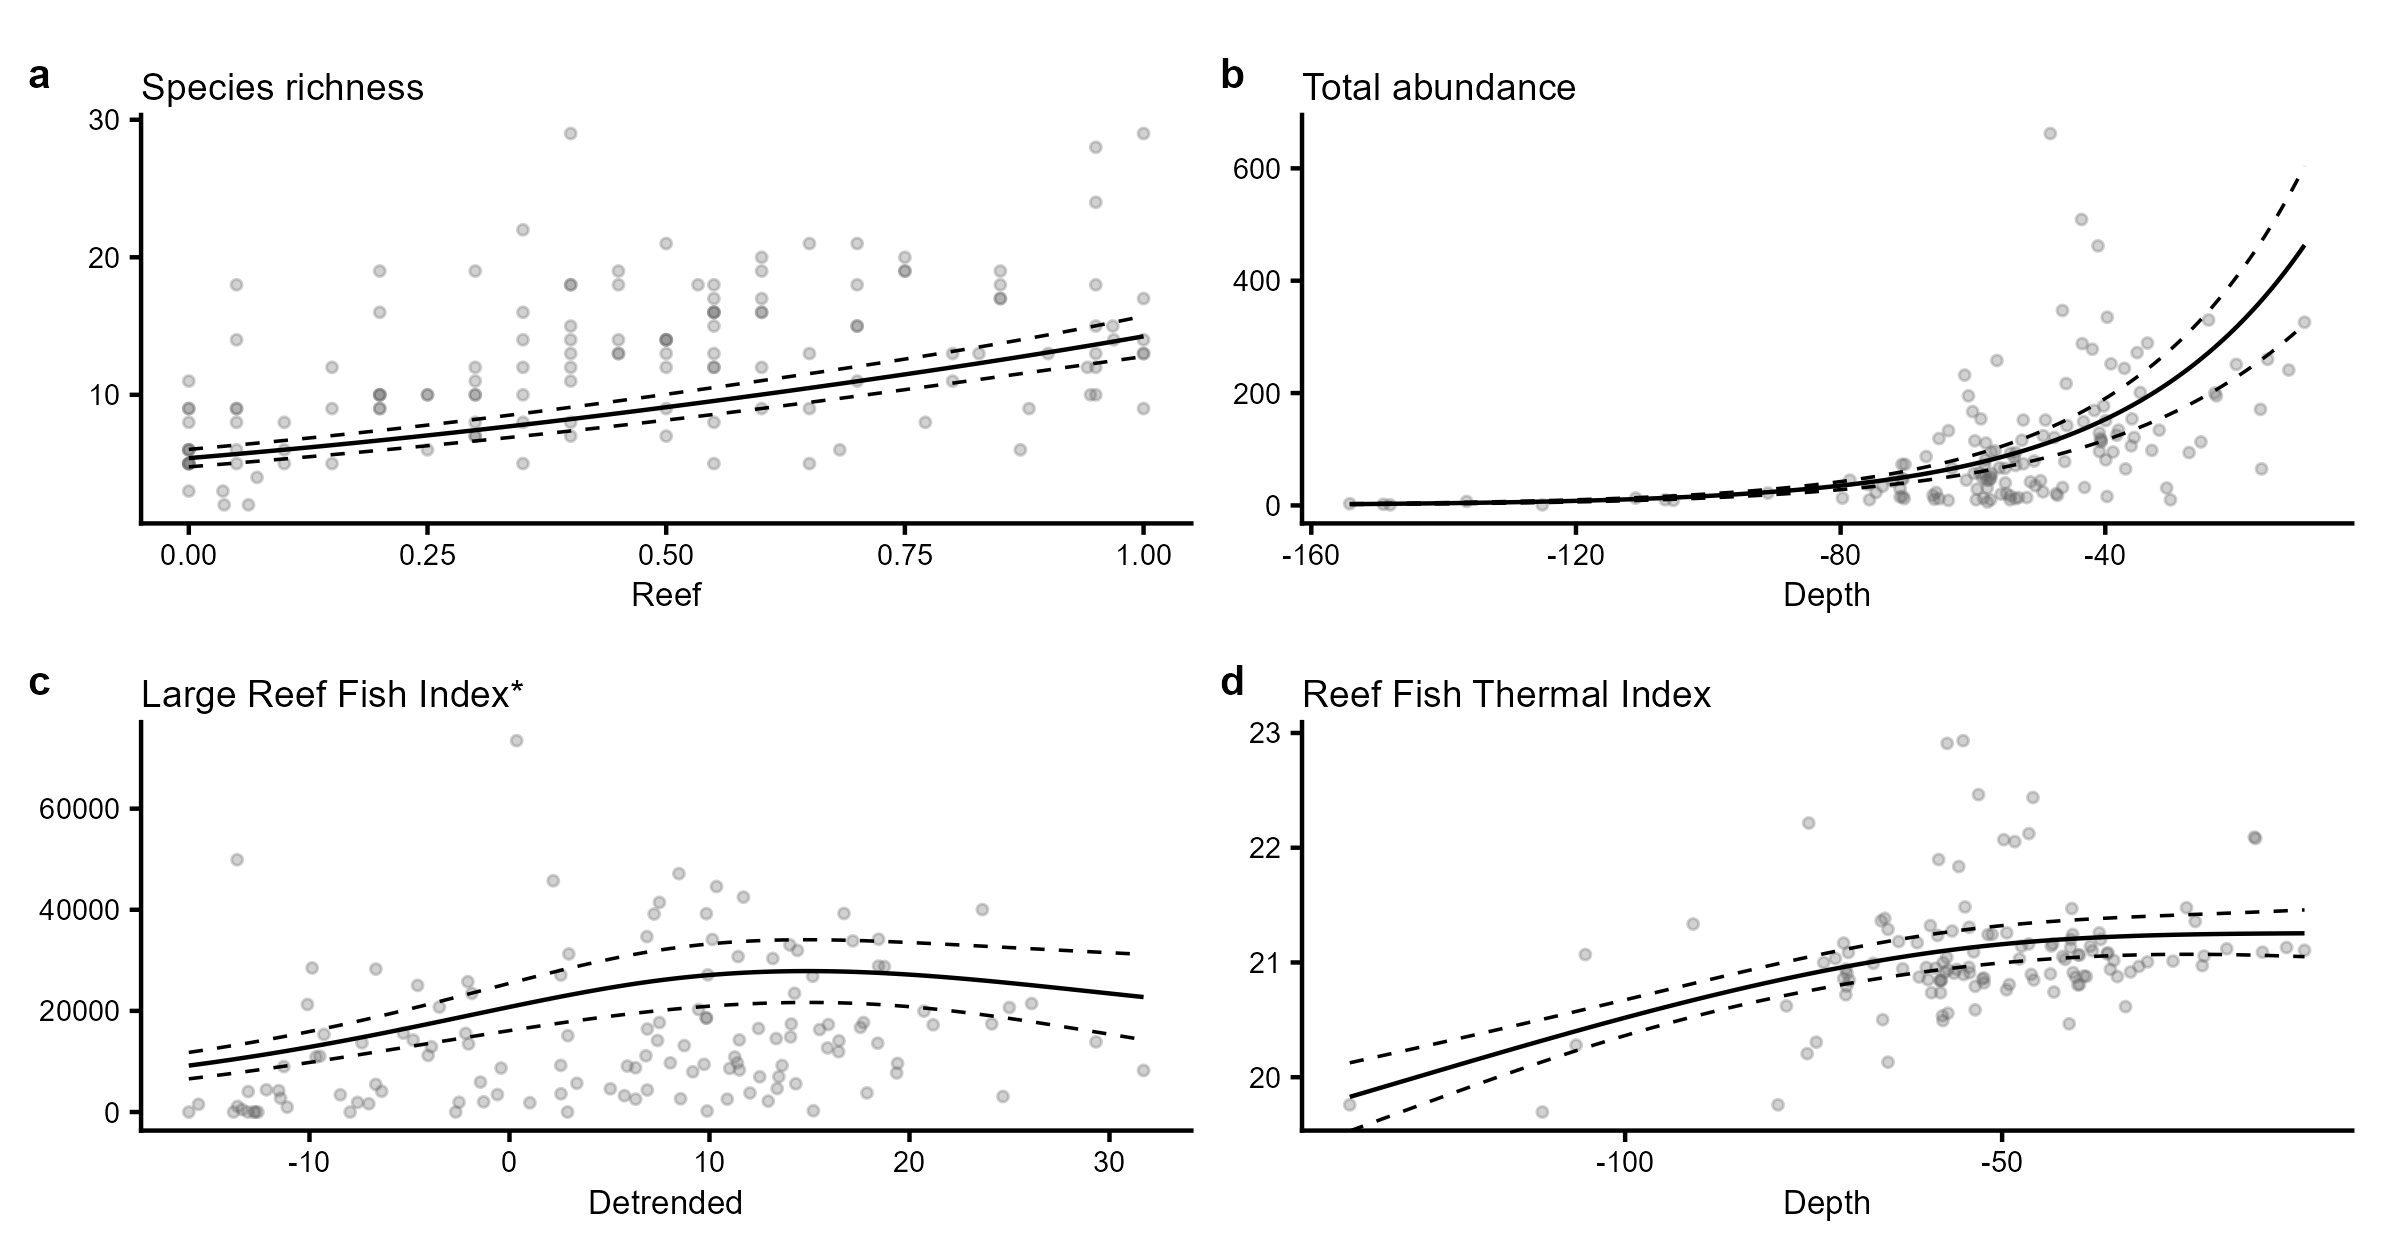 a
Species richness
30
20
10
0.00 0.25 0.50 0.75 1.00
Reef
b
Total abundance
600
400
200
0
-160 -120 -80 -40
Depth
c
Large Reef Fish Index*
60000
40000
20000
0
-10 0 10 20 30
Detrended
d
Reef Fish Thermal Index
23
22
21
20
-100 -50
Depth